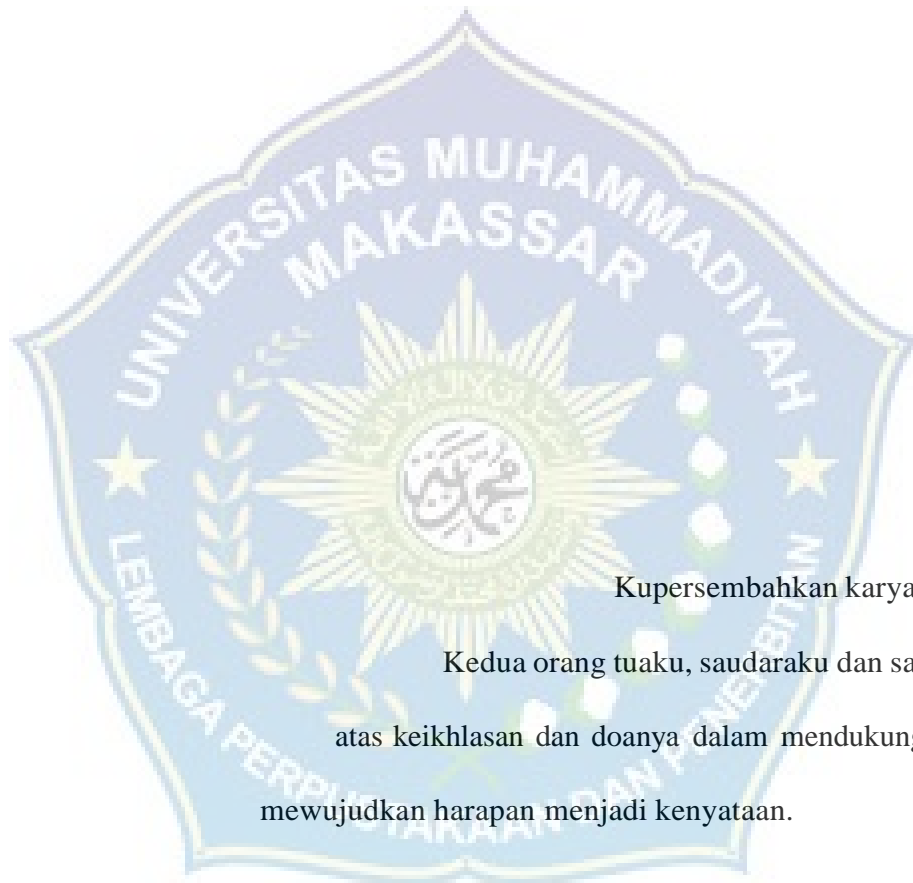 UNIVERSITAS MUHAMMADIYAH
MAKASSAR
Kupersembahkan karya
Kedua orang tuaku, saudaraku dan sa
atas keikhlasan dan doanya dalam mendukung
mewujudkan harapan menjadi kenyataan.
LEMBAGA PERPUSTAKAAN DAN PENERBITAN